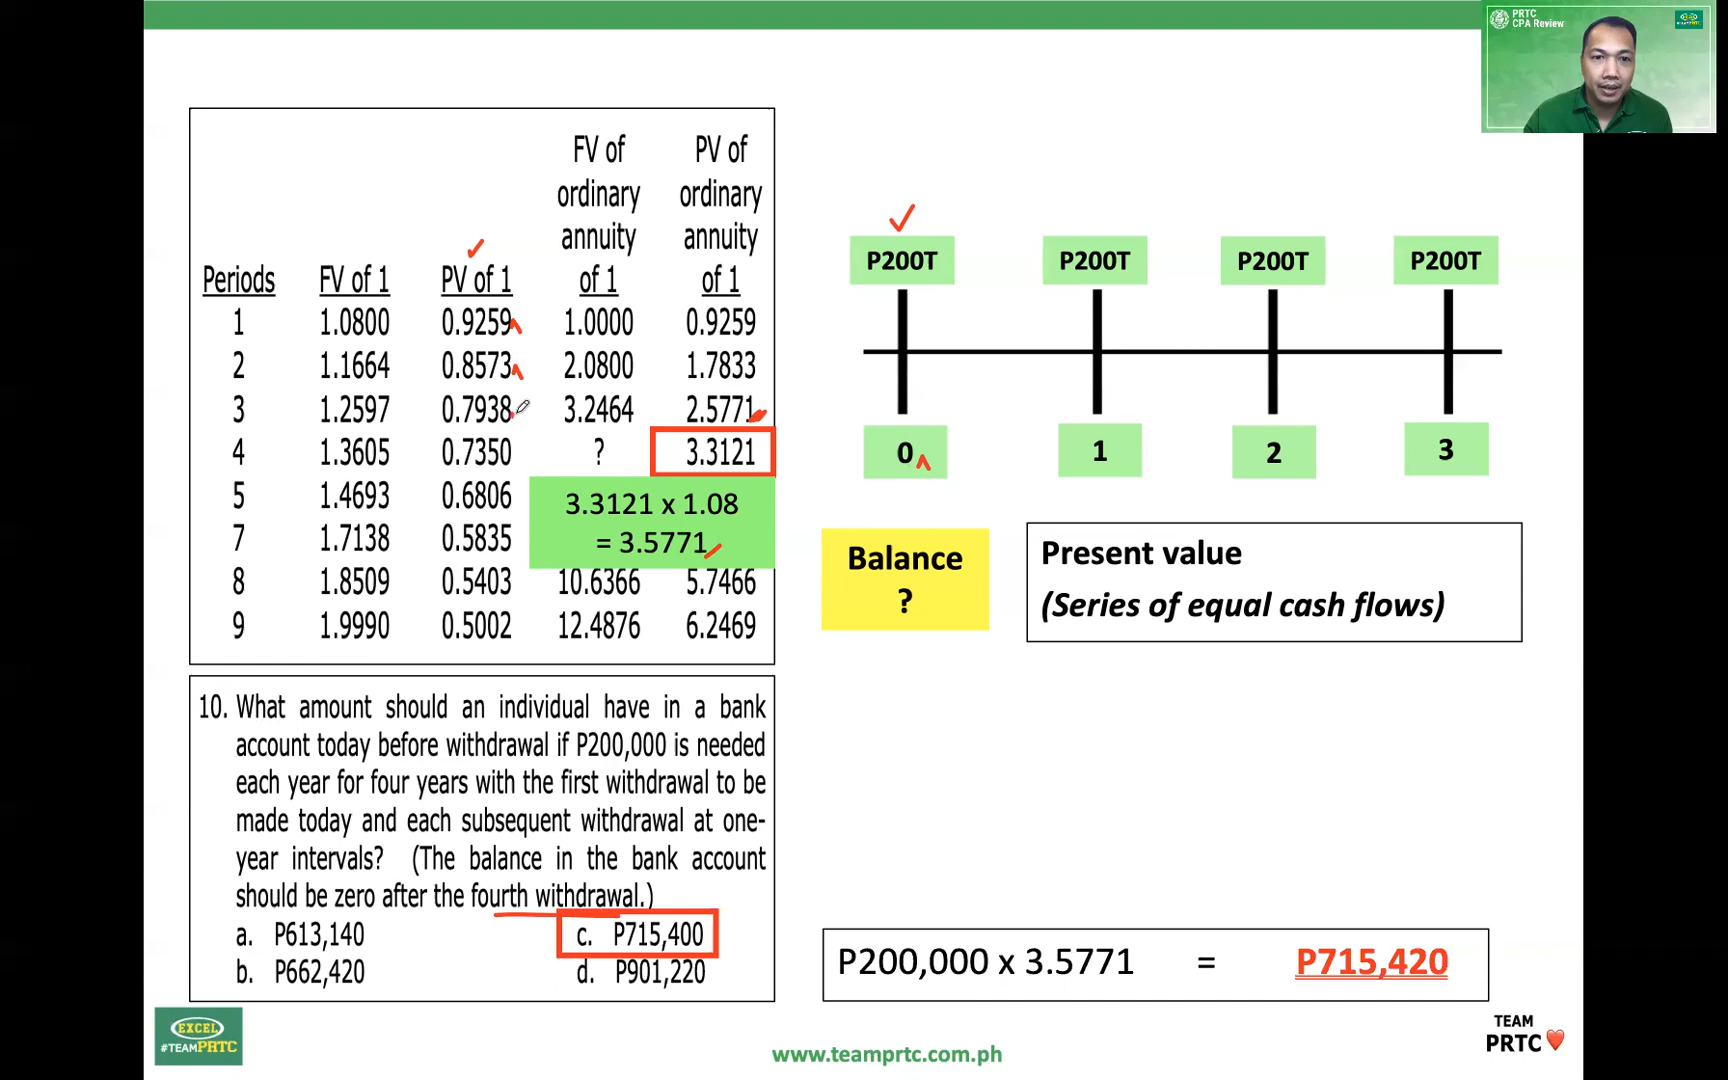 PRTC
CPA Review
FV of PV of
ordinary ordinary
annuity annuity
Periods FV of 1 PV of 1 of 1 of 1
1 1.0800 0.9259 1.0000 0.9259
2 1.1664 0.8573 2.0800 1.7833
3 1.2597 0.7938 3.2464 2.5771
4 1.3605 0.7350 ? 3.3121
5 1.4693 0.6806 3.3121 x 1.08
7 1.7138 0.5835 = 3.5771
8 1.8509 0.5403 10.6366 5.7466
9 1.9990 0.5002 12.4876 6.2469
P200T P200T P200T P200T
0 1 2 3
Balance
?
Present value
(Series of equal cash flows)
10. What amount should an individual have in a bank
account today before withdrawal if P200,000 is needed
each year for four years with the first withdrawal to be
made today and each subsequent withdrawal at one-
year intervals? (The balance in the bank account
should be zero after the fourth withdrawal.)
a. P613,140 c. P715,400
b. P662,420 d. P901,220
P200,000 x 3.5771 = P715,420
EXCEL
#TEAMPRTC
www.teamprtc.com.ph
TEAM
PRTC